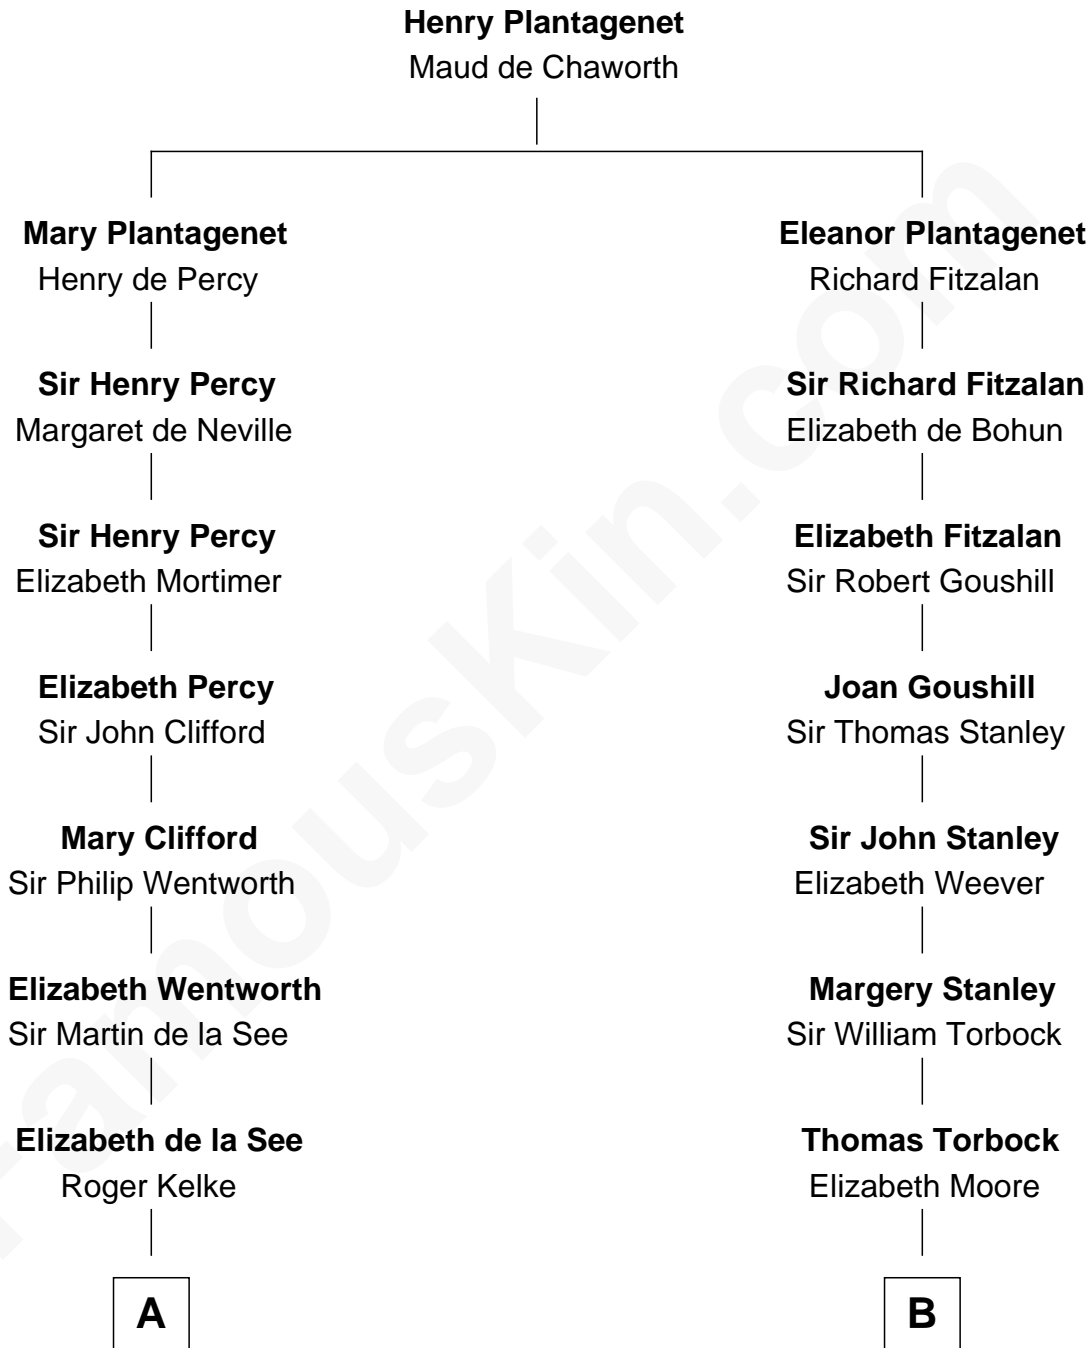 Henry Plantagenet
Maud de Chaworth
Mary Plantagenet
Henry de Percy
Eleanor Plantagenet
Richard Fitzalan
Sir Henry Percy
Margaret de Neville
Sir Richard Fitzalan
Elizabeth de Bohun
Sir Henry Percy
Elizabeth Mortimer
Elizabeth Fitzalan
Sir Robert Goushill
Elizabeth Percy
Sir John Clifford
Joan Goushill
Sir Thomas Stanley
Mary Clifford
Sir Philip Wentworth
Sir John Stanley
Elizabeth Weever
Elizabeth Wentworth
Sir Martin de la See
Margery Stanley
Sir William Torbock
Elizabeth de la See
Roger Kelke
Thomas Torbock
Elizabeth Moore
A
B
FamousKin.com